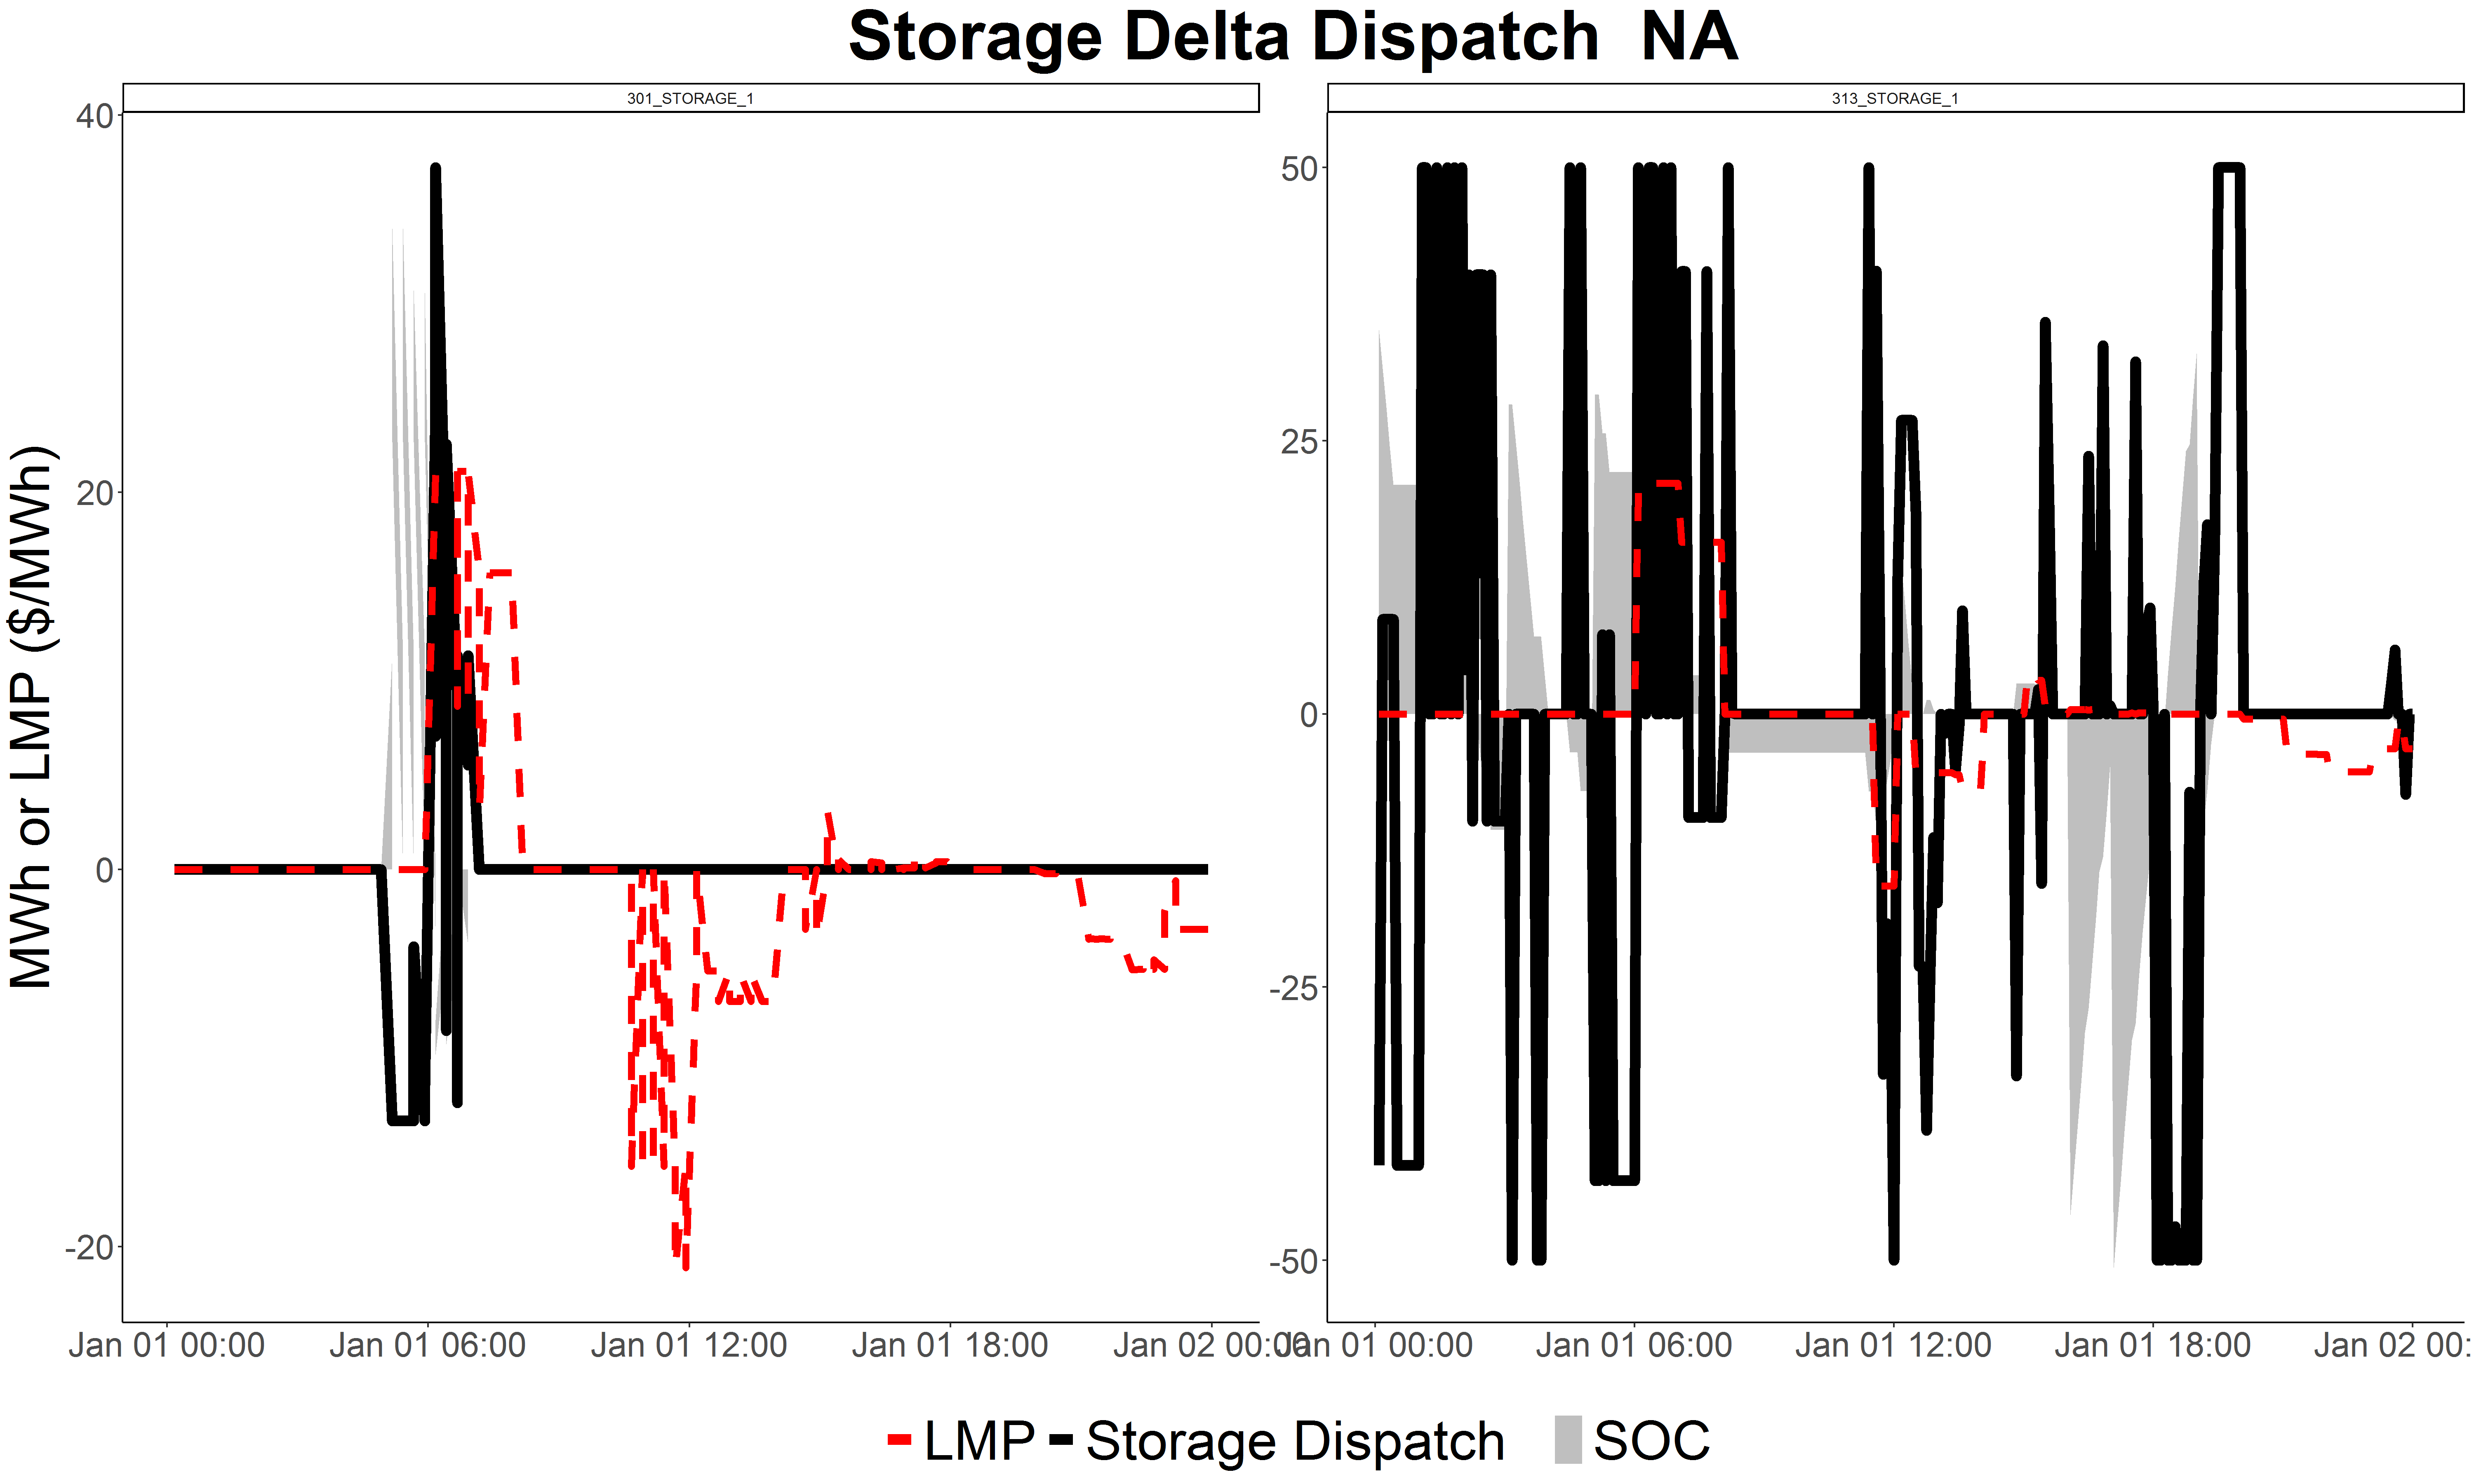 Storage Delta Dispatch NA
301_STORAGE_1
313_STORAGE_1
MWh or LMP ($/MWh)
40
20
0
-20
50
25
0
-25
-50
Jan 01 00:00 Jan 01 06:00 Jan 01 12:00 Jan 01 18:00 Jan 02 00:00
Jan 01 00:00 Jan 01 06:00 Jan 01 12:00 Jan 01 18:00 Jan 02 00:
LMP Storage Dispatch SOC